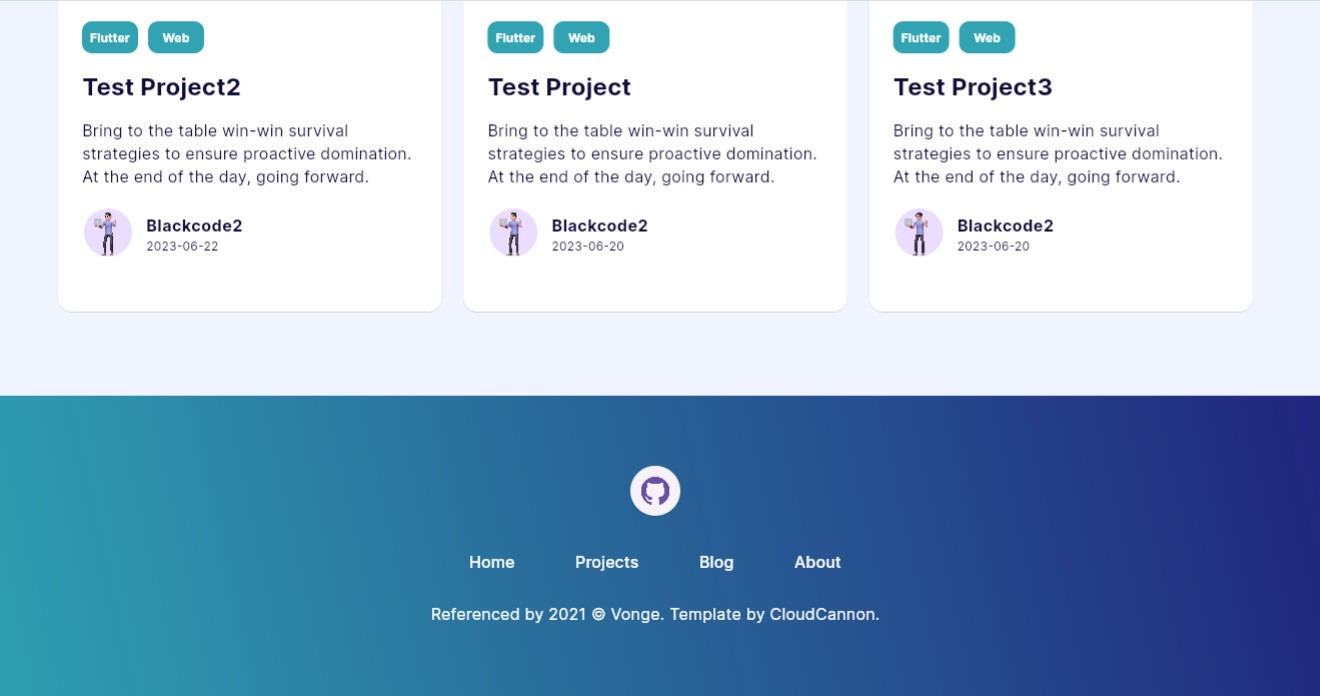 Flutter Web
Test Project2
Bring to the table win-win survival
strategies to ensure proactive domination.
At the end of the day, going forward.
Blackcode2
2023-06-22
Flutter Web
Test Project
Bring to the table win-win survival
strategies to ensure proactive domination.
At the end of the day, going forward.
Blackcode2
2023-06-20
Flutter Web
Test Project3
Bring to the table win-win survival
strategies to ensure proactive domination.
At the end of the day, going forward.
Blackcode2
2023-06-20
Home Projects Blog About
Referenced by 2021 © Vonge. Template by CloudCannon.